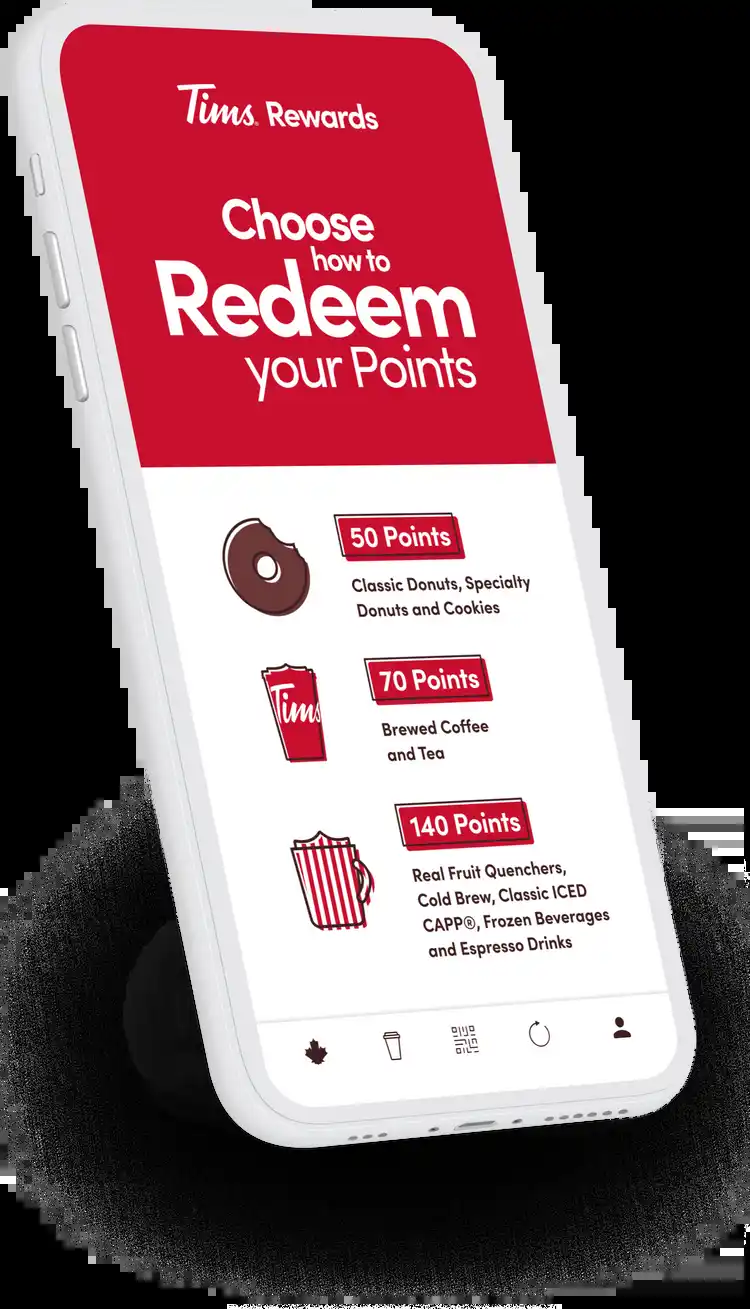 Tims Rewards
Choose
how to
Redeem
your Points
50 Points
Classic Donuts, Specialty
Donuts and Cookies
70 Points
Tims
Brewed Coffee
and Tea
140 Points
Real Fruit Quenchers,
Cold Brew, Classic ICED
CAPP®, Frozen Beverages
and Espresso Drinks